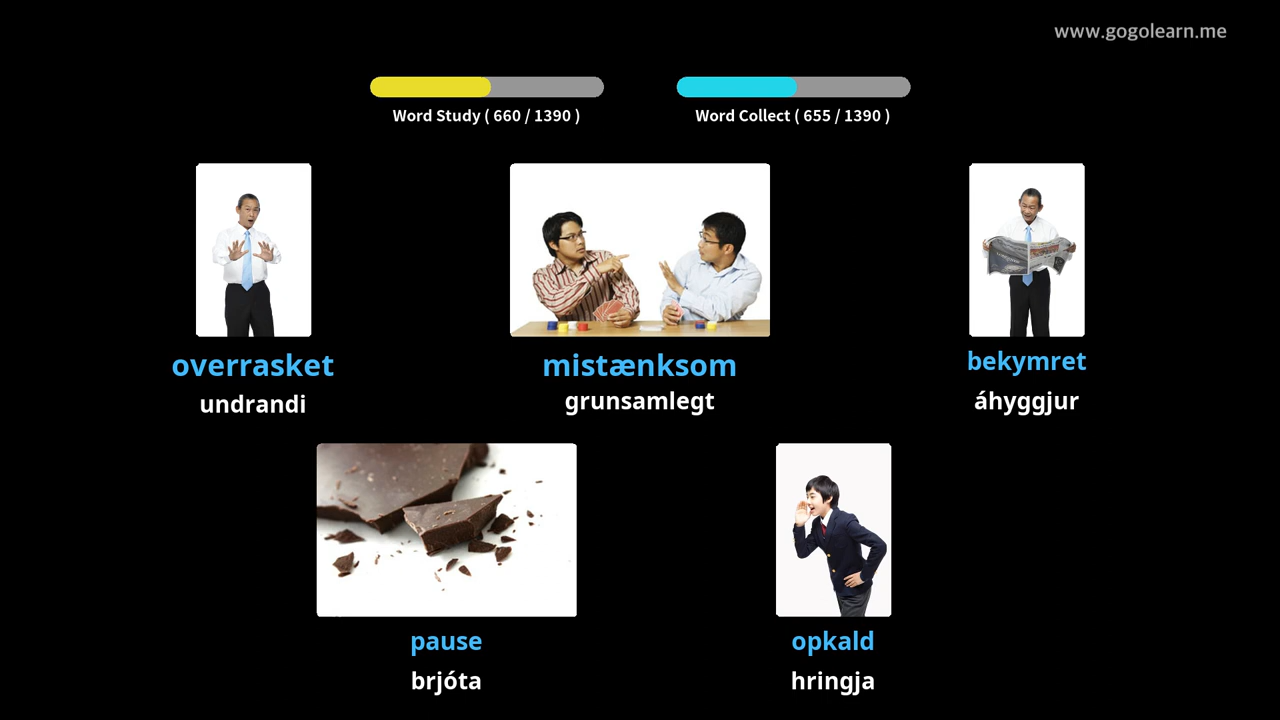 www.gogolearn.me
Word Study ( 660 / 1390 )
Word Collect ( 655 / 1390 )
overrasket
undrandi
mistænksom
grunsamlegt
bekymret
áhyggjur
pause
brjóta
opkald
hringja